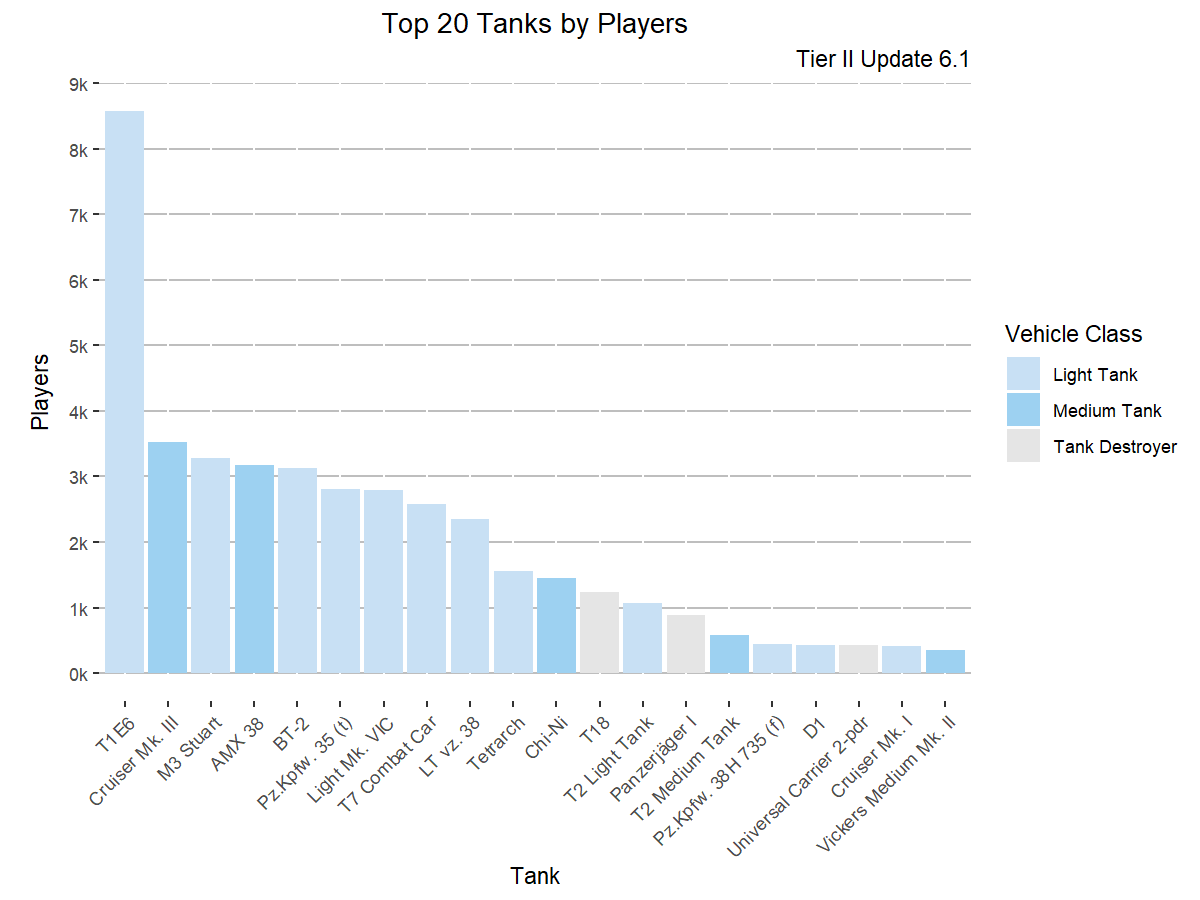 Top 20 Tanks by Players
Tier II Update 6.1
9k
8k
7k
6k
5k
4k
3k
2k
1k
0k
Players
T1E6
Cruiser Mk. III
M3 Stuart
AMX 38
BT-2
Pz.Kpfw. 35 (t)
Light Mk. VIC
T7 Combat Car
LT vz. 38
Tetrarch
Chi-Ni
T18
T2 Light Tank
Panzerjäger I
T2 Medium Tank
Pz.Kpfw. 38 H 735 (f)
D1
Universal Carrier 2-pdr
Cruiser Mk. I
Vickers Medium Mk. II
Tank
Vehicle Class
Light Tank
Medium Tank
Tank Destroyer